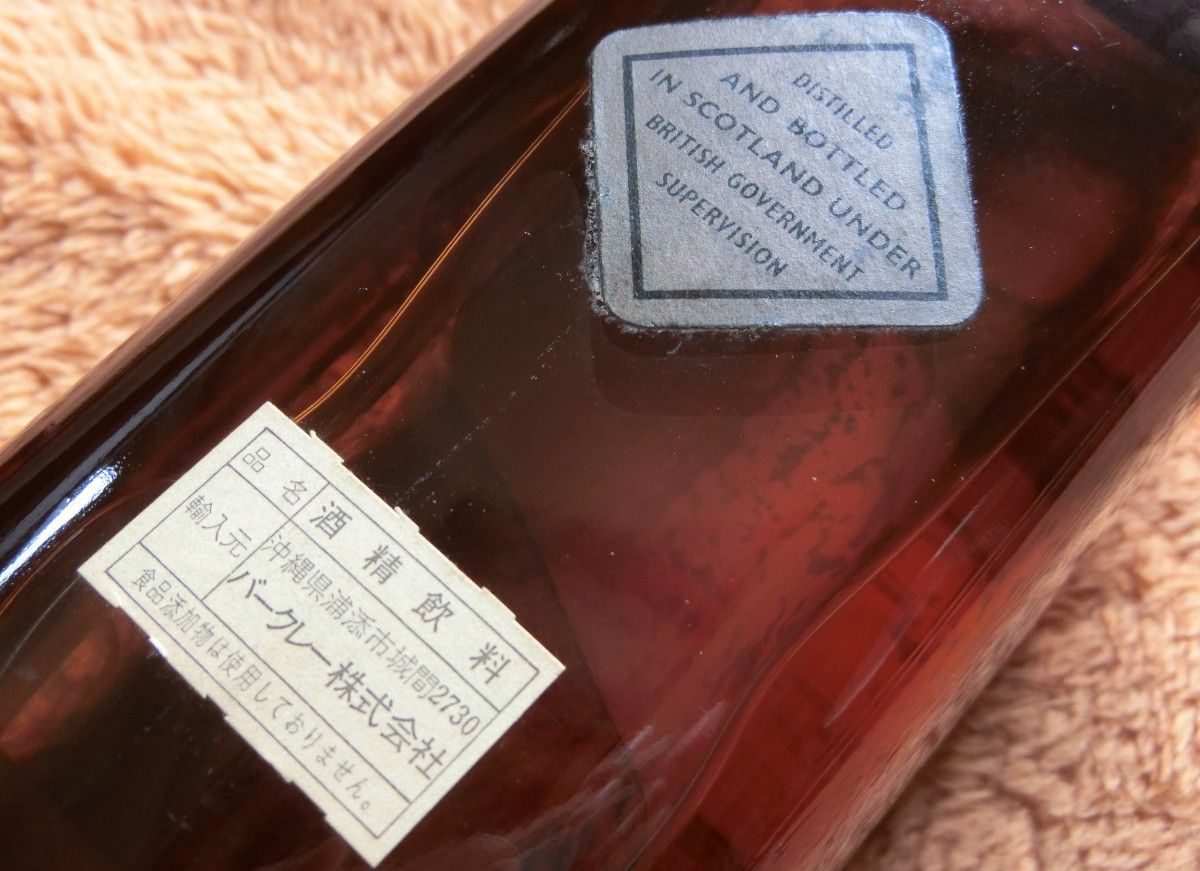 DISTILLED
AND BOTTLED
IN SCOTLAND UNDER
BRITISH GOVERNMENT
SUPERVISION
品名 酒精飲料
輸入元 沖縄県浦添市城間2730
バークレー株式会社
食品添加物は使用しておりません。